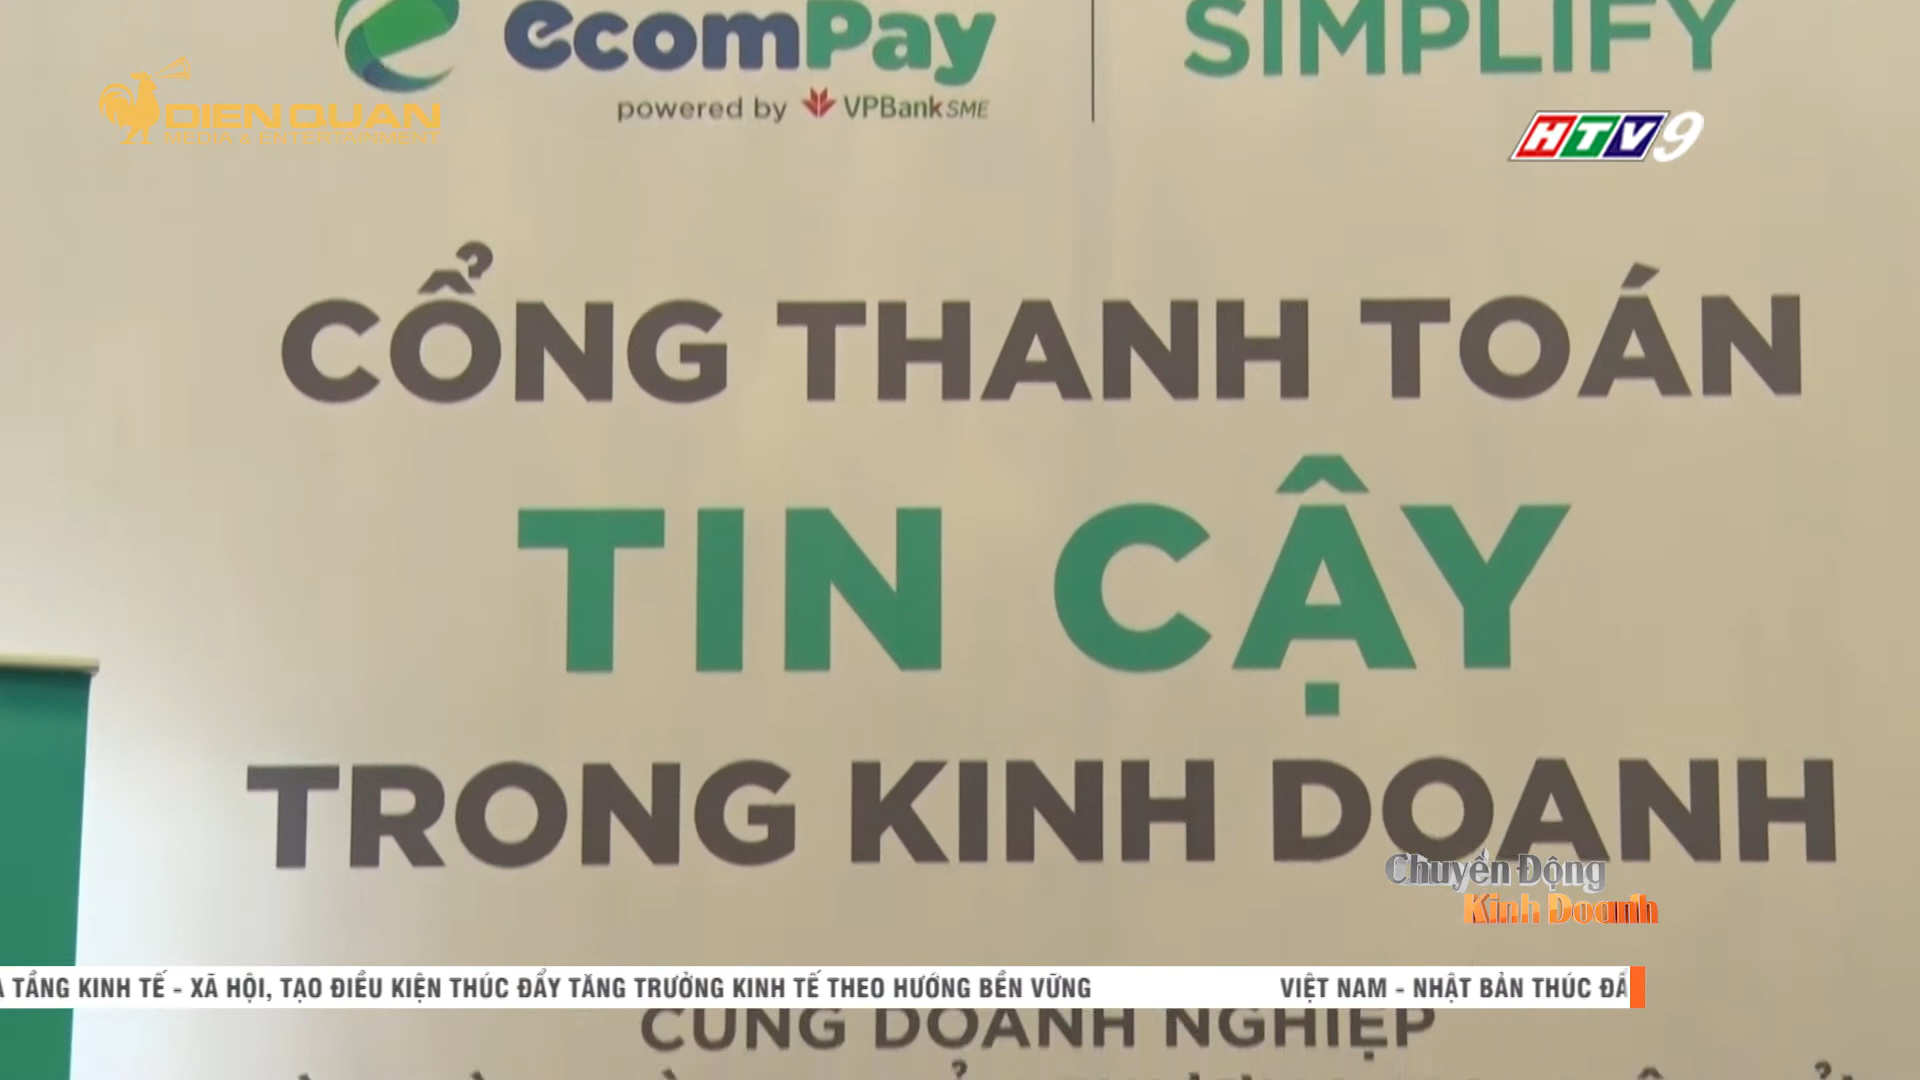 ecomPay
powered by VPBank SME
SIMPLIFY
DIENQUAN
MEDIA & ENTERTAINMENT
HTV9
CỔNG THANH TOÁN
TIN CẬY
TRONG KINH DOANH
Chuyển Động
Kinh Doanh
TẦNG KINH TẾ - XÃ HỘI, TẠO ĐIỀU KIỆN THÚC ĐẨY TĂNG TRƯỞNG KINH TẾ THEO HƯỚNG BỀN VỮNG
VIỆT NAM - NHẬT BẢN THÚC
CÙNG DOANH NGHIỆP